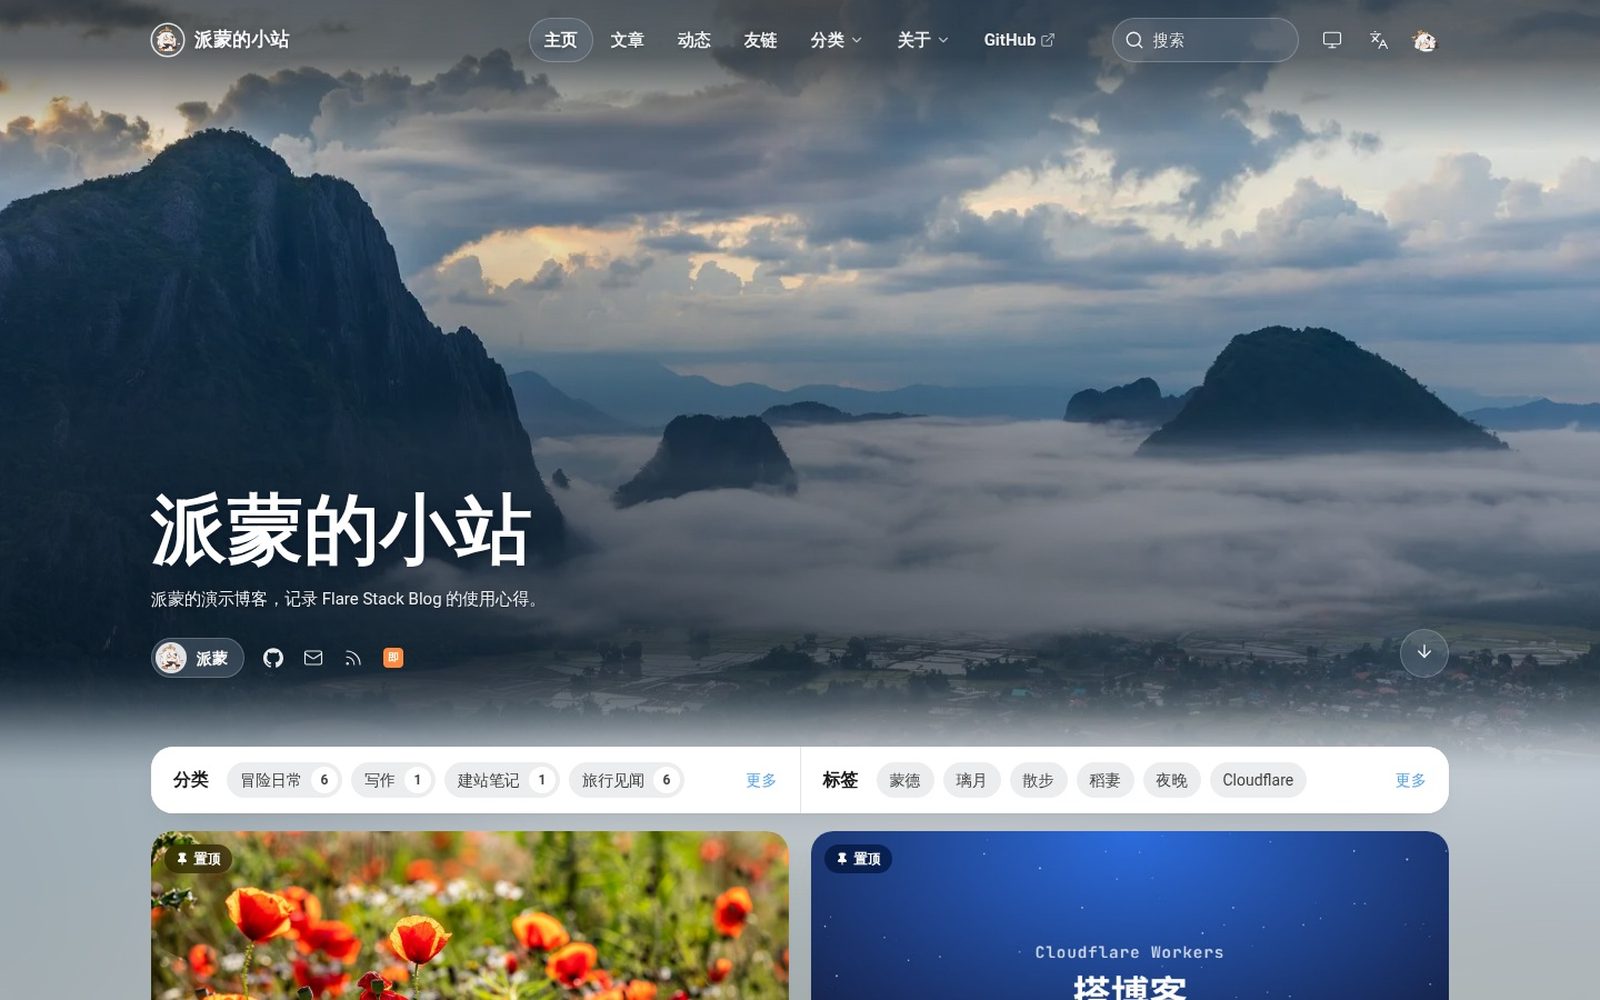 派蒙的小站
主页 文章 动态 友链 分类 关于 GitHub 搜索
派蒙的小站
派蒙的演示博客，记录 Flare Stack Blog 的使用心得。
派蒙 即
分类 冒险日常 6 写作 1 建站笔记 1 旅行见闻 6 更多
标签 蒙德 璃月 散步 稻妻 夜晚 Cloudflare 更多
置顶
置顶
Cloudflare Workers
搭博客